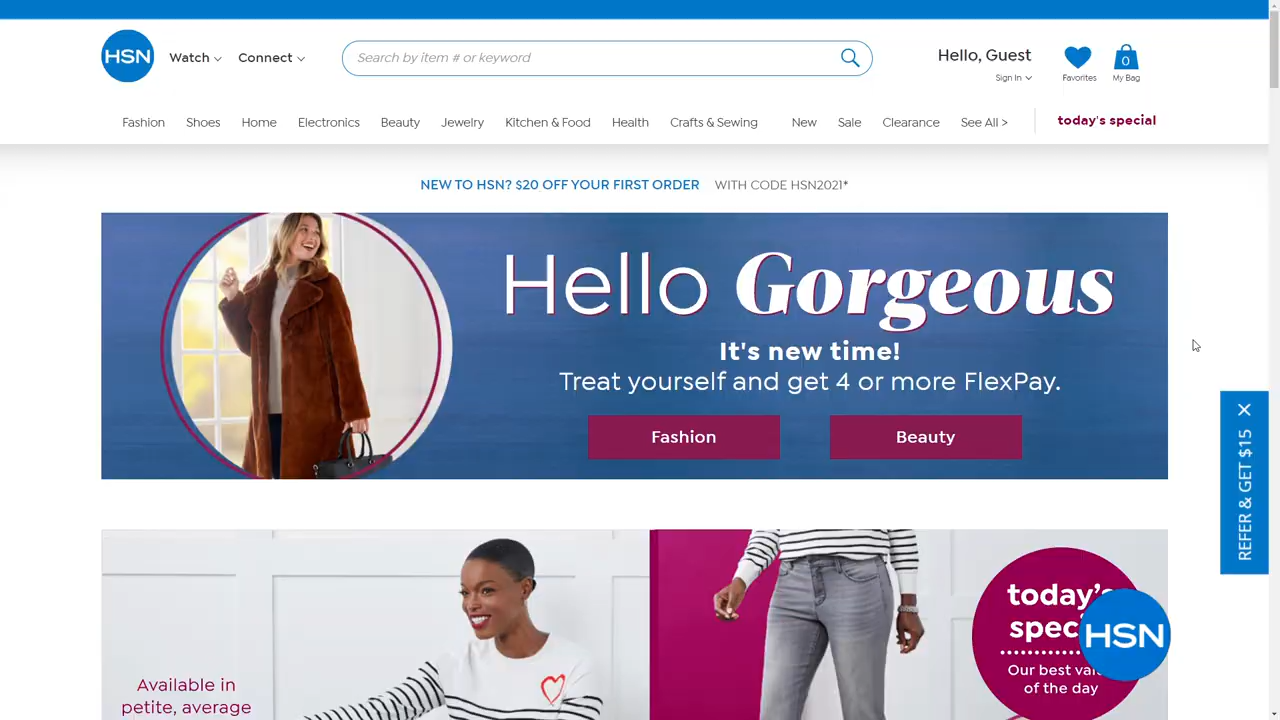 HSN
Watch
Connect
Search by item # or keyword
Hello, Guest
Sign In
Favorites
0
My Bag
Fashion
Shoes
Home
Electronics
Beauty
Jewelry
Kitchen & Food
Health
Crafts & Sewing
New
Sale
Clearance
See All >
today's special
NEW TO HSN? $20 OFF YOUR FIRST ORDER WITH CODE HSN2021*
Hello Gorgeous
It's new time!
Treat yourself and get 4 or more FlexPay.
Fashion
Beauty
REFER & GET $15
Available in
petite, average
today's
Our best
of the day
HSN